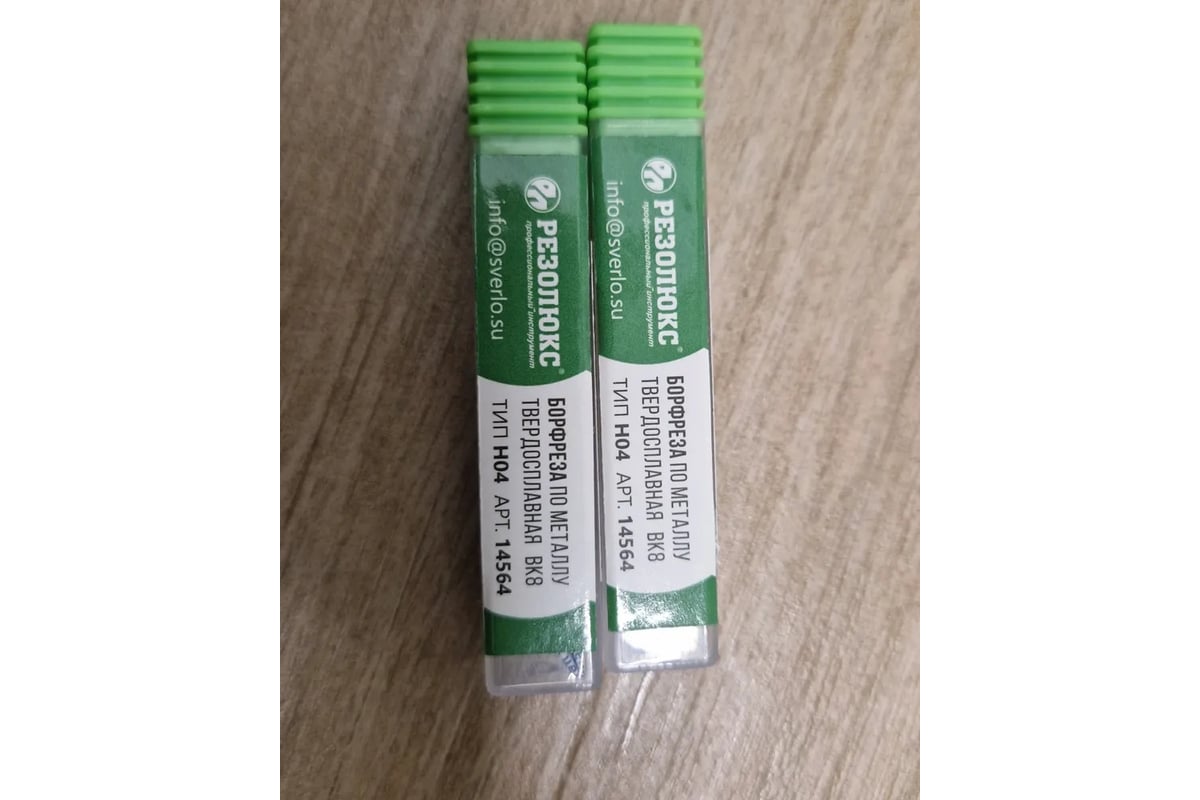 РЕЗОЛЮКС®
профессиональный инструмент
info@sverlo.su
БОРФРЕЗА ПО МЕТАЛЛУ
ТВЕРДОСПЛАВНАЯ ВК8
ТИП H04 АРТ. 14564
РЕЗОЛЮКС®
профессиональный инструмент
info@sverlo.su
БОРФРЕЗА ПО МЕТАЛЛУ
ТВЕРДОСПЛАВНАЯ ВК8
ТИП H04 АРТ. 14564